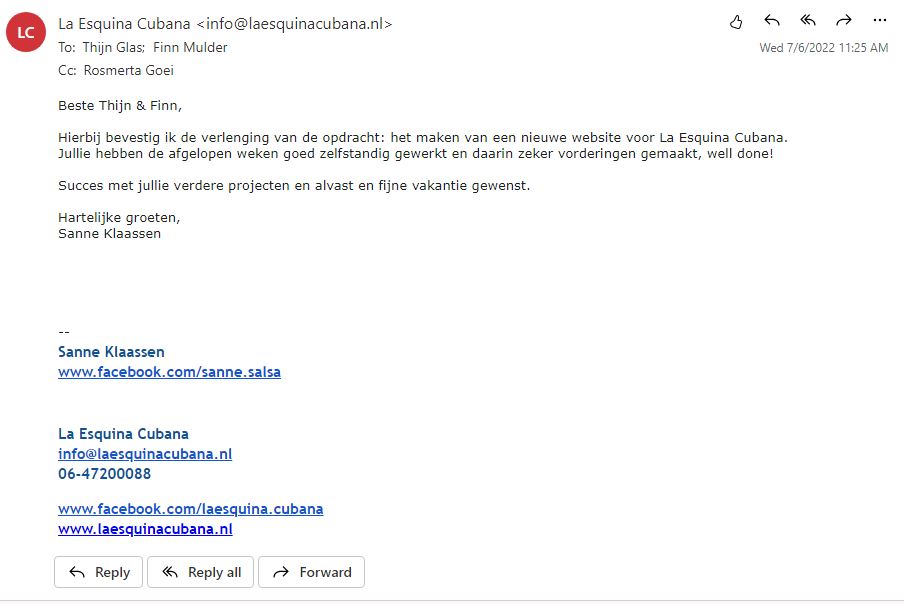 LC
La Esquina Cubana <info@laesquinacubana.nl>
To: Thijn Glas; Finn Mulder
Wed 7/6/2022 11:25 AM
Cc: Rosmerta Goei
Beste Thijn & Finn,
Hierbij bevestig ik de verlenging van de opdracht: het maken van een nieuwe website voor La Esquina Cubana.
Jullie hebben de afgelopen weken goed zelfstandig gewerkt en daarin zeker vorderingen gemaakt, well done!
Succes met jullie verdere projecten en alvast en fijne vakantie gewenst.
Hartelijke groeten,
Sanne Klaassen
--
Sanne Klaassen
www.facebook.com/sanne.salsa
La Esquina Cubana
info@laesquinacubana.nl
06-47200088
www.facebook.com/laesquina.cubana
www.laesquinacubana.nl
Reply Reply all Forward